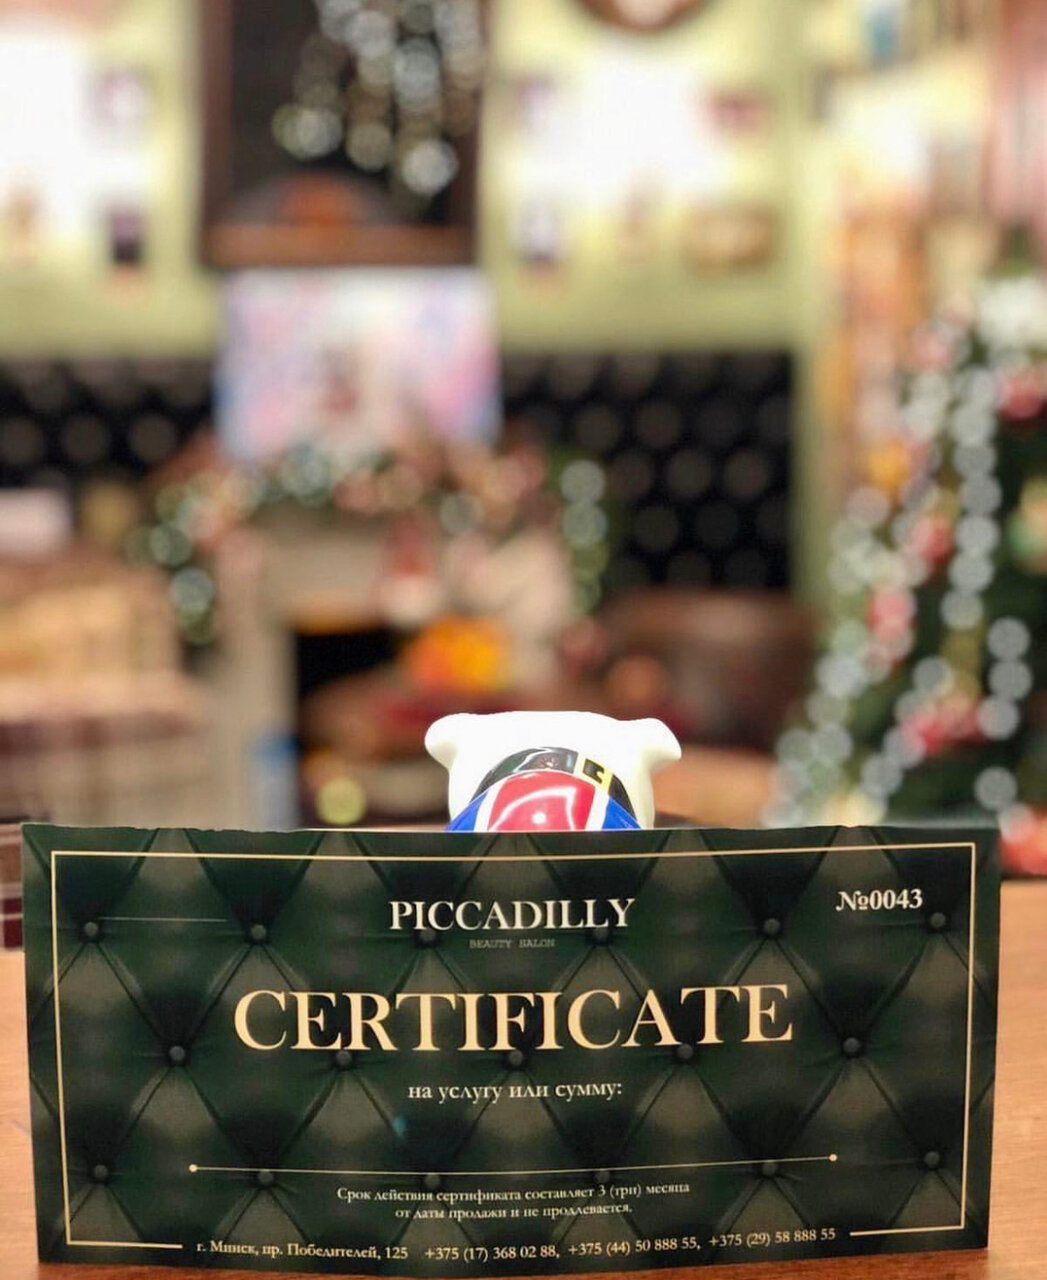 PICCADILLY
№0043
BEAUTY SALON
CERTIFICATE
на услугу или сумму:
Срок действия сертификата составляет 3 (три) месяца
от даты продажи и не продлевается.
г. Минск, пр. Победителей, 125 +375 (17) 368 02 88, +375 (44) 50 888 55, +375 (29) 58 888 55